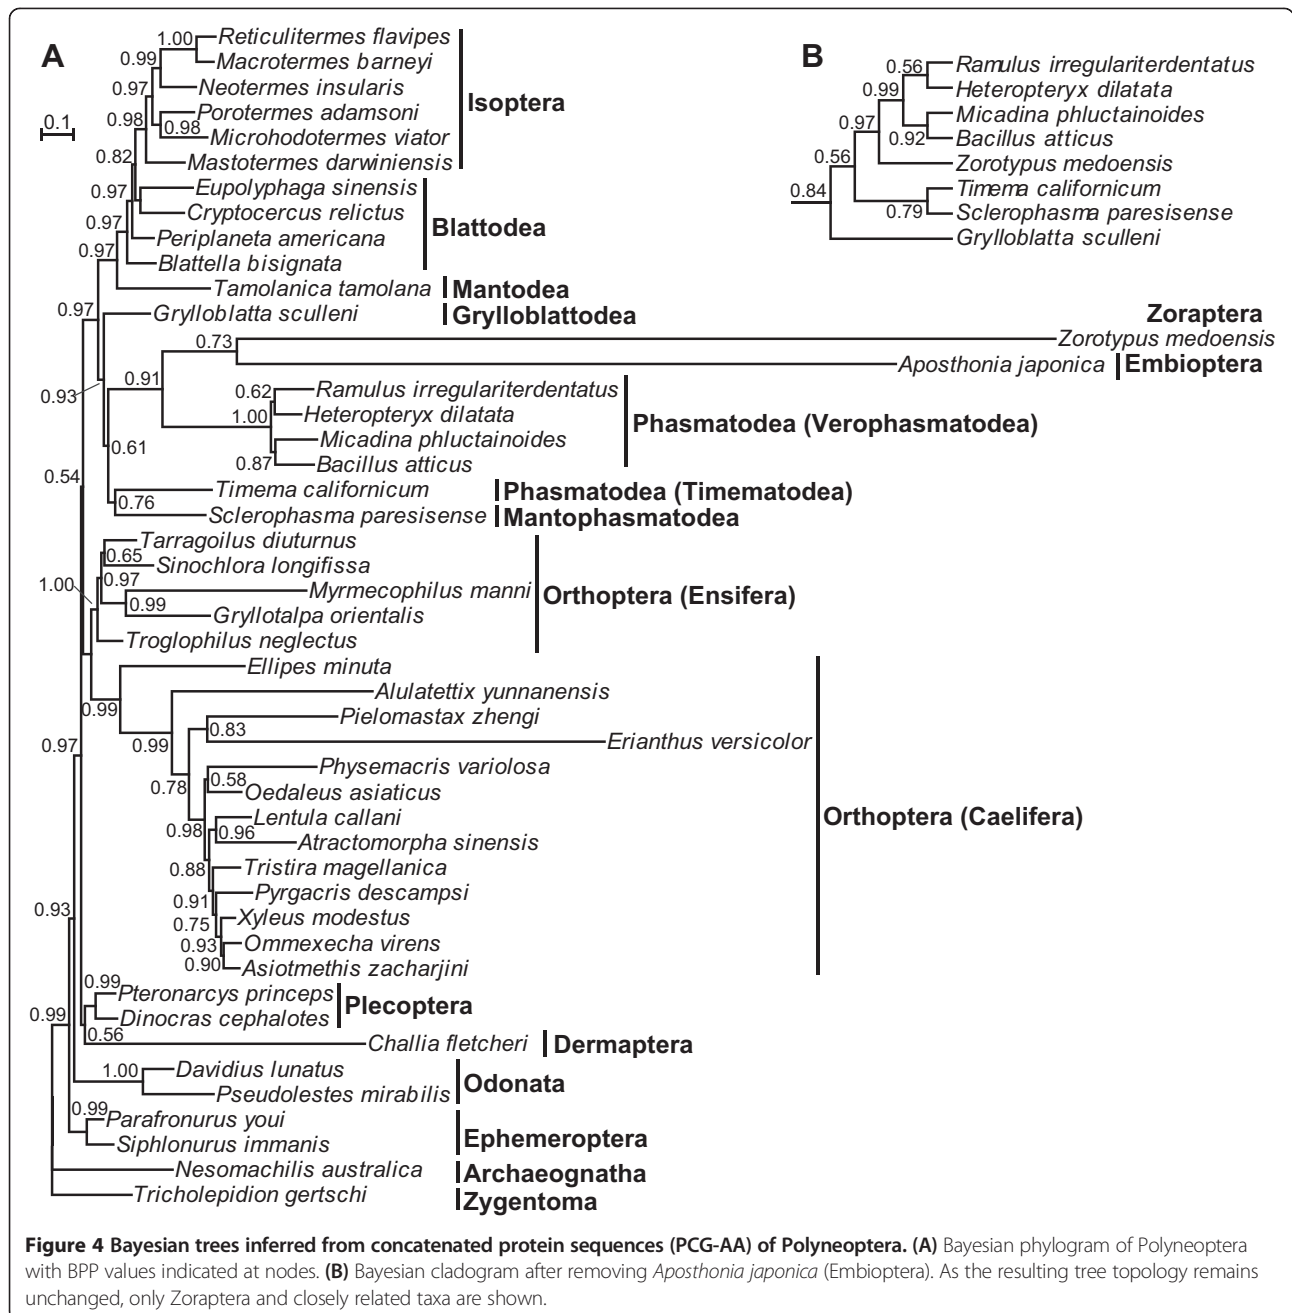 A
0.1
1.00
Reticulitermes flavipes
Macrotermes barneyi
0.99
Neotermes insularis
0.97
Porotermes adamsoni
0.98
Microhodotermes viator
0.98
Mastotermes darwiniensis
Isoptera
0.82
Eupolyphaga sinensis
0.97
Cryptocercus relictus
0.97
Periplaneta americana
0.97
Blattella bisignata
Blattodea
Tamolanica tamolana
Mantodea
0.97
Grylloblatta sculleni
Grylloblattodea
Zoraptera
0.73
Zorotypus medoensis
Aposthonia japonica
Embioptera
0.93
0.91
0.62
Ramulus irregulariterdentatus
1.00
Heteropteryx dilatata
Micadina phluctainoides
0.87
Bacillus atticus
Phasmatodea (Verophasmatodea)
0.61
0.54
Timema californicum
Phasmatodea (Timematodea)
0.76
Sclerophasma paresisense
Mantophasmatodea
Tarragoilus diuturnus
0.65
Sinochlora longifissa
1.00
0.97
Myrmecophilus manni
0.99
Gryllotalpa orientalis
Troglophilus neglectus
Orthoptera (Ensifera)
Ellipes minuta
0.99
Alulatettix yunnanensis
0.99
Pielomastax zhengi
0.83
Erianthus versicolor
0.97
0.78
Physemacris variolosa
0.58
Oedaleus asiaticus
0.98
Lentula callani
0.96
Atractomorpha sinensis
0.88
Tristira magellanica
0.91
Pyrgacris descampsi
0.75
Xyleus modestus
0.93
Ommexecha virens
0.90
Asiotmethis zacharjini
Orthoptera (Caelifera)
0.93
0.99
Pteronarcys princeps
Dinocras cephalotes
Plecoptera
0.99
0.56
Challia fletcheri
Dermaptera
1.00
Davidius lunatus
Pseudolestes mirabilis
Odonata
0.99
Parafronurus youi
Siphlonurus immanis
Ephemeroptera
Nesomachilis australica
Archaeognatha
Tricholepidion gertschi
Zygentoma
B
0.56
Ramulus irregulariterdentatus
0.99
Heteropteryx dilatata
Micadina phluctainoides
0.97
0.92
Bacillus atticus
0.56
Zorotypus medoensis
0.84
Timema californicum
0.79
Sclerophasma paresisense
Grylloblatta sculleni
Figure 4 Bayesian trees inferred from concatenated protein sequences (PCG-AA) of Polyneoptera. (A) Bayesian phylogram of Polyneoptera
with BPP values indicated at nodes. (B) Bayesian cladogram after removing Aposthonia japonica (Embioptera). As the resulting tree topology remains
unchanged, only Zoraptera and closely related taxa are shown.